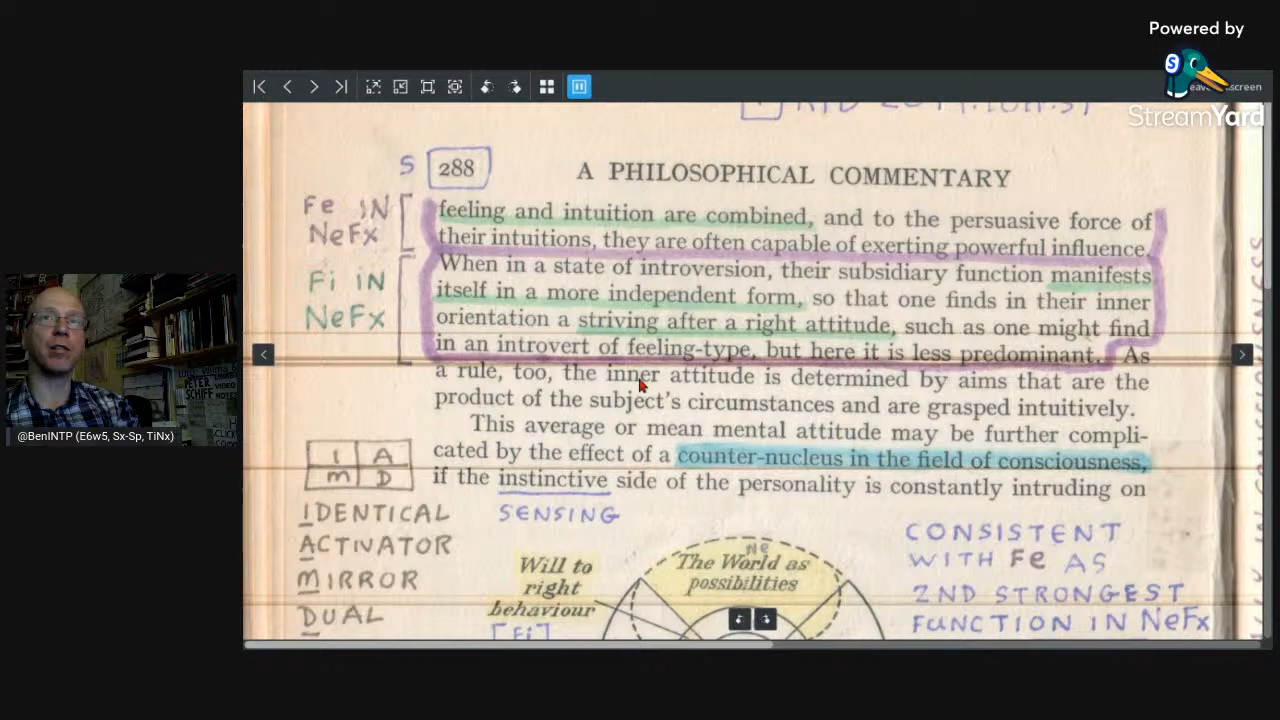 Powered by
StreamYard
S 288 A PHILOSOPHICAL COMMENTARY
Fe IN
NeFx
Fi IN
NeFx
feeling and intuition are combined, and to the persuasive force of
their intuitions, they are often capable of exerting powerful influence.
When in a state of introversion, their subsidiary function manifests
itself in a more independent form, so that one finds in their inner
orientation a striving after a right attitude, such as one might find
in an introvert of feeling-type, but here it is less predominant. As
a rule, too, the inner attitude is determined by aims that are the
product of the subject's circumstances and are grasped intuitively.
This average or mean mental attitude may be further compli-
cated by the effect of a counter-nucleus in the field of consciousness,
if the instinctive side of the personality is constantly intruding on
@BenINTP (E6w5, Sx-Sp, TiNx)
I A
M D
IDENTICAL
ACTIVATOR
MIRROR
DUAL
SENSING
Will to
right
behaviour
[Fi]
Ne
The World as
possibilities
CONSISTENT
WITH Fe AS
2ND STRONGEST
FUNCTION IN NeFx
PETER
SCHIFF